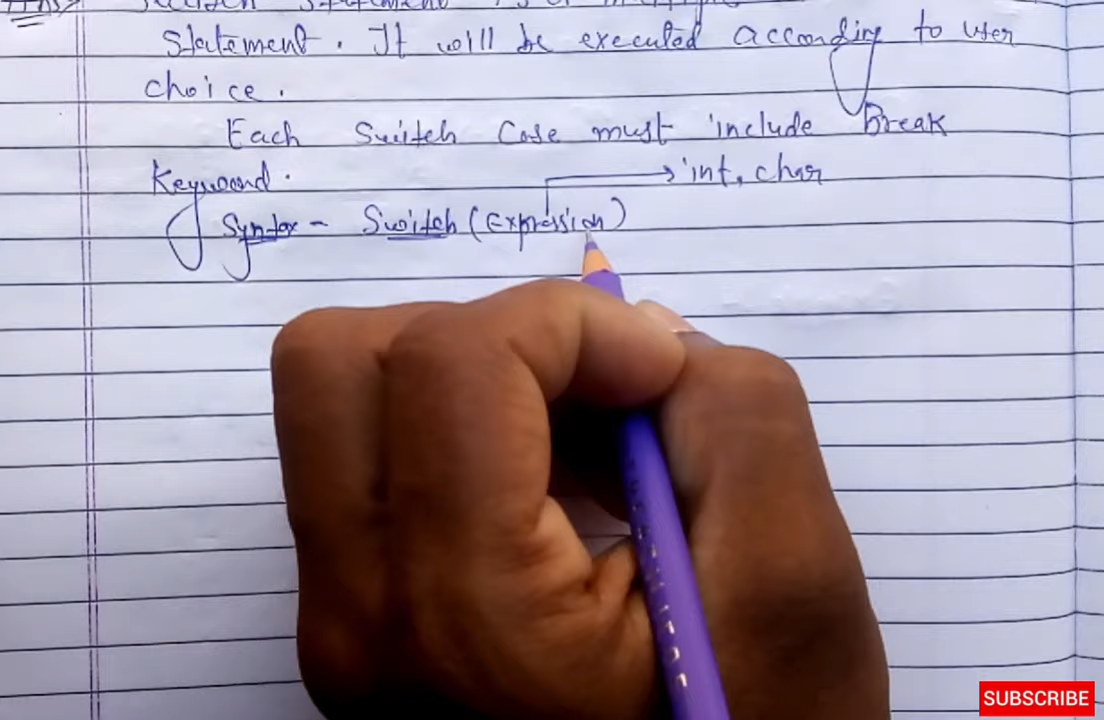 Statement. It will be executed according to user
choice.
Each Switch Case must include Break
Keyword.
int, char
Syntax - Switch (Expression)
SUBSCRIBE